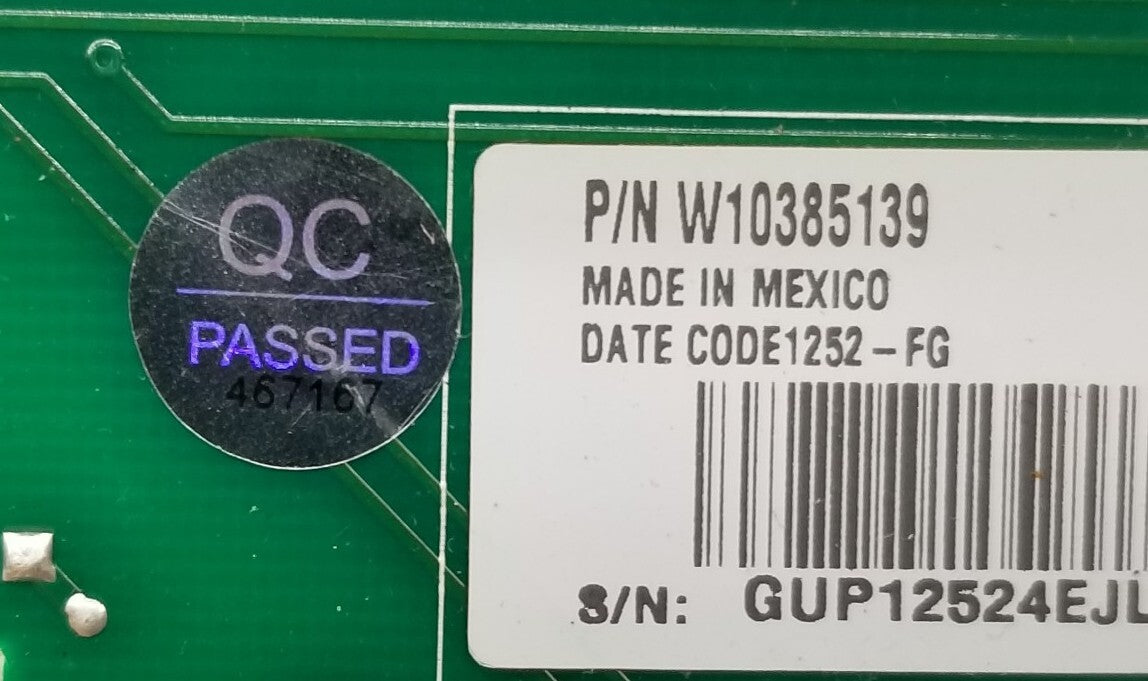 QC
PASSED
467167
P/N W10385139
MADE IN MEXICO
DATE CODE1252-FG
S/N: GUP12524EJL